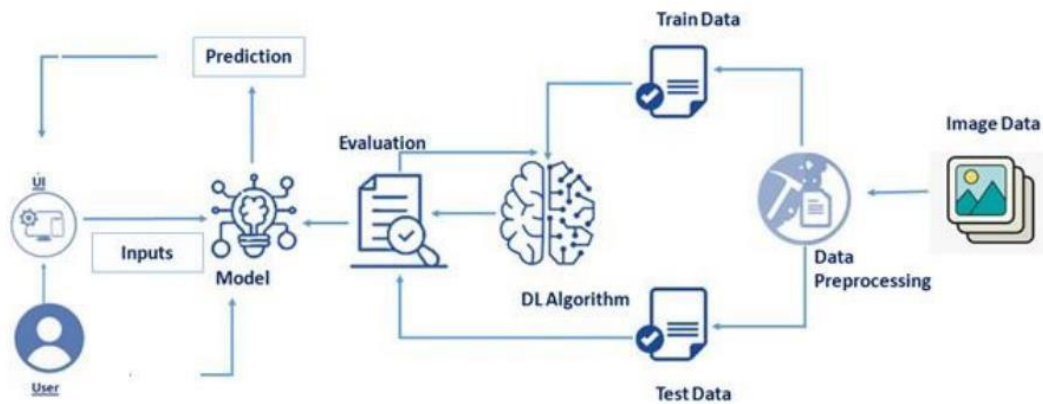 Train Data
Prediction
Image Data
Evaluation
UI
Inputs
Model
DL Algorithm
Data
Preprocessing
User
Test Data